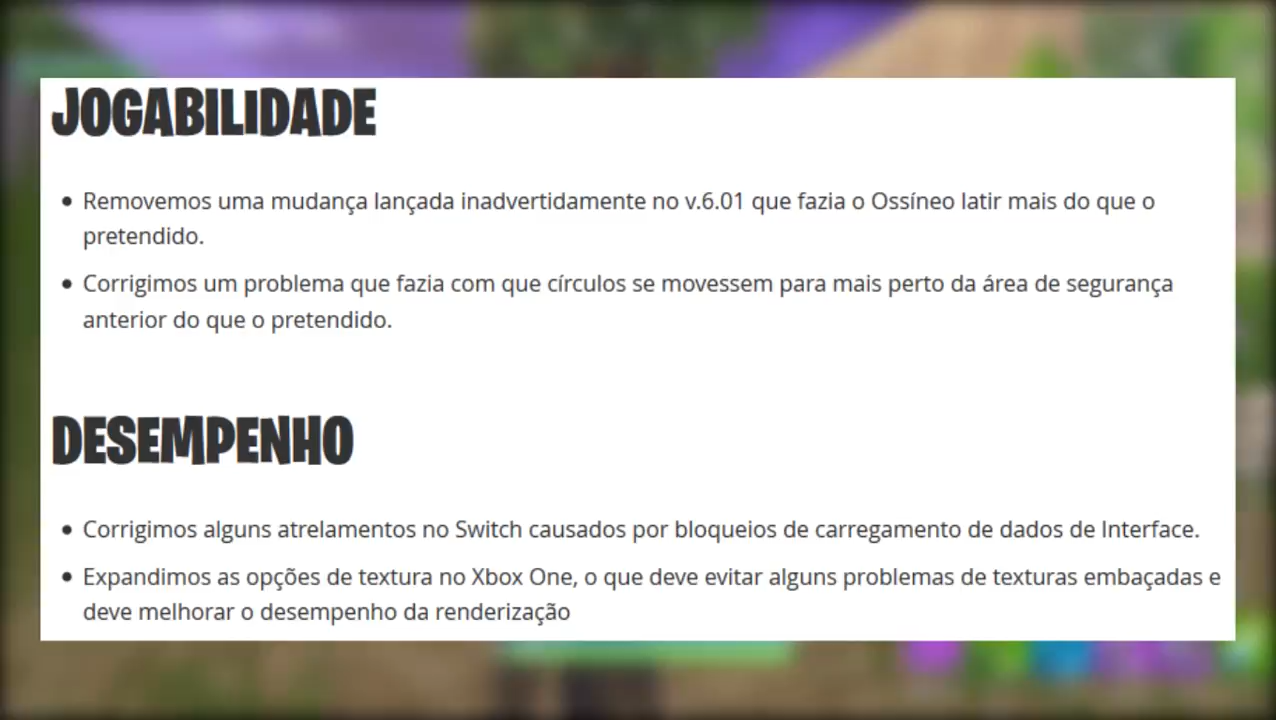 JOGABILIDADE
• Removemos uma mudança lançada inadvertidamente no v.6.01 que fazia o Ossíneo latir mais do que o
pretendido.
• Corrigimos um problema que fazia com que círculos se movessem para mais perto da área de segurança
anterior do que o pretendido.
DESEMPENHO
• Corrigimos alguns atrelamentos no Switch causados por bloqueios de carregamento de dados de Interface.
• Expandimos as opções de textura no Xbox One, o que deve evitar alguns problemas de texturas embaçadas e
deve melhorar o desempenho da renderização